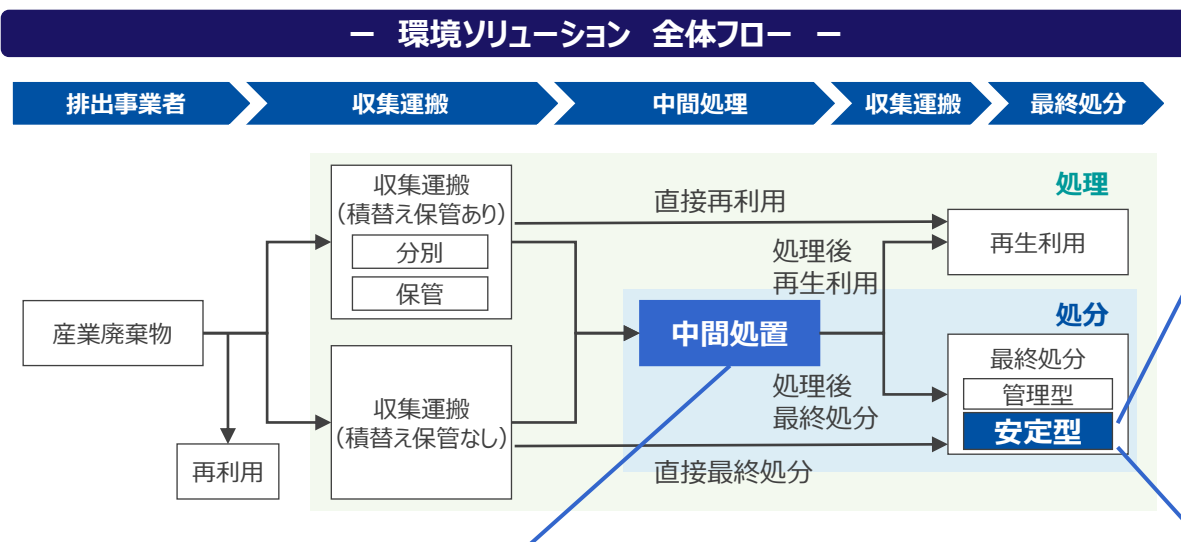 － 環境ソリューション 全体フロー －
排出事業者
収集運搬
中間処理
収集運搬
最終処分
処理
収集運搬
（積替え保管あり）
分別
保管
直接再利用
再生利用
処理後
再生利用
処分
産業廃棄物
中間処置
最終処分
管理型
安定型
処理後
最終処分
収集運搬
（積替え保管なし）
直接最終処分
再利用